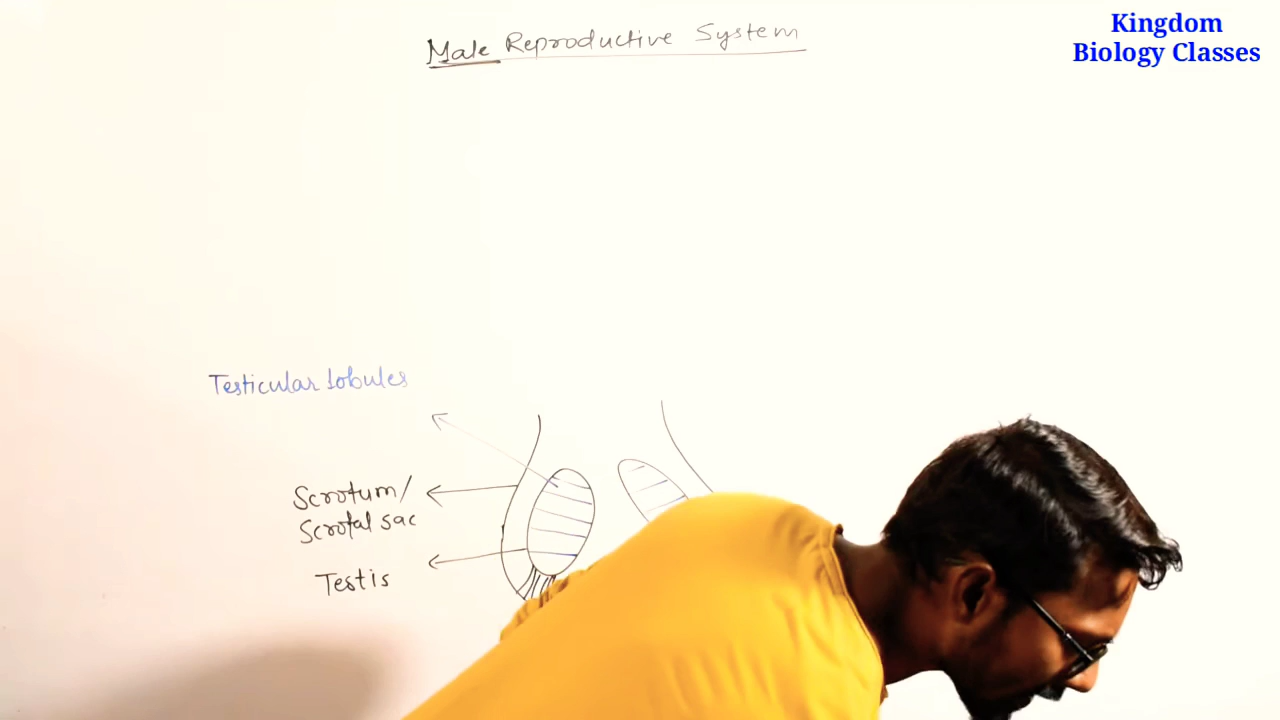 Male Reproductive System
Kingdom
Biology Classes
Testicular lobules
Scrotum/
Scrotal sac
Testis